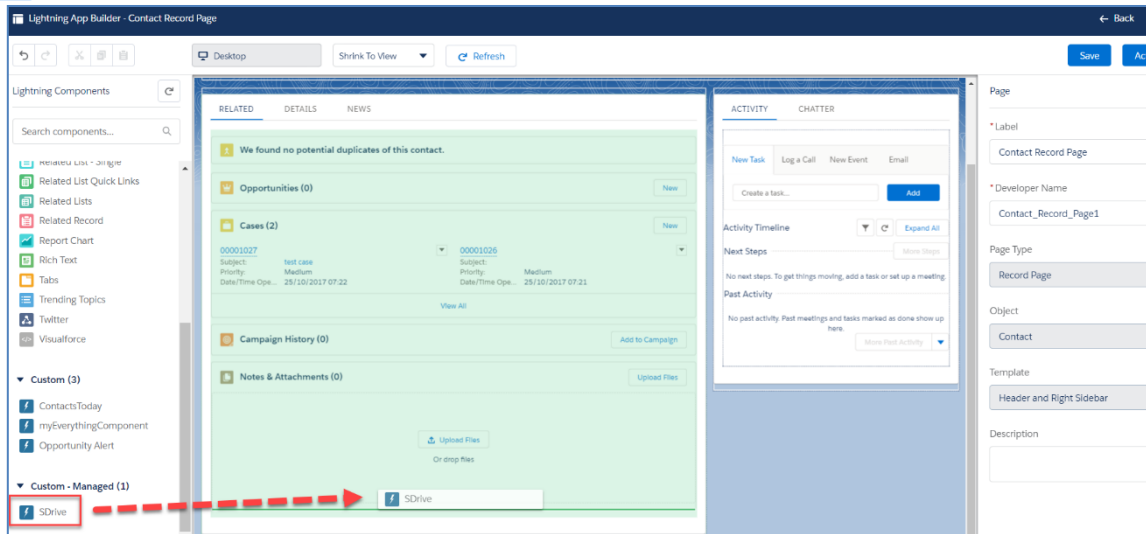 Lightning App Builder - Contact Record Page
← Back
Desktop
Shrink To View
Refresh
Save
Ac
Lightning Components
Search components...
Related List - Single
Related List Quick Links
Related Lists
Related Record
Report Chart
Rich Text
Tabs
Trending Topics
Twitter
Visualforce
Custom (3)
ContactsToday
myEverythingComponent
Opportunity Alert
Custom - Managed (1)
SDrive
RELATED DETAILS NEWS
We found no potential duplicates of this contact.
Opportunities (0)
New
Cases (2)
New
00001027
Subject: test case
Priority: Medium
Date/Time Ope... 25/10/2017 07:22
00001026
Subject:
Priority: Medium
Date/Time Ope... 25/10/2017 07:21
View All
Campaign History (0)
Add to Campaign
Notes & Attachments (0)
Upload Files
Upload Files
Or drop files
SDrive
ACTIVITY CHATTER
New Task Log a Call New Event Email
Create a task...
Add
Activity Timeline
Expand All
Next Steps
More Steps
No next steps. To get things moving, add a task or set up a meeting.
Past Activity
No past activity. Past meetings and tasks marked as done show up
here.
More Past Activity
Page
*Label
Contact Record Page
*Developer Name
Contact_Record_Page1
Page Type
Record Page
Object
Contact
Template
Header and Right Sidebar
Description